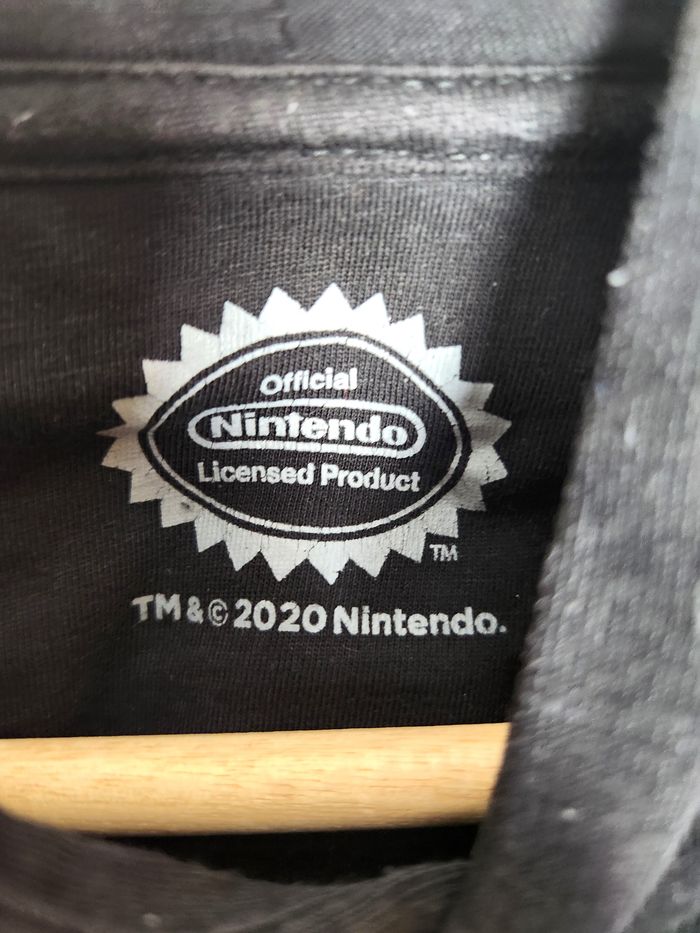 Official
Nintendo
Licensed Product
TM
TM & © 2020 Nintendo.